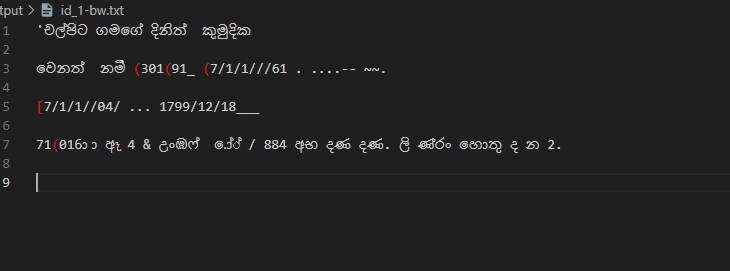 tput > id_1-bw.txt
1 'චල්පිට ගමගේ දිනිත්  කුමුදික
2
3 වෙනත්  නමී (301(91_ (7/1/1///61 . ....-- ~~.
4
5 [7/1/1//04/ ... 1799/12/18___
6
7 71(016ා ා ඈ 4 & උංඹෆ්  ෝ ් / 884 අභ දණ දණ. ලි ණ්රං හොතු ද න 2.
8
9